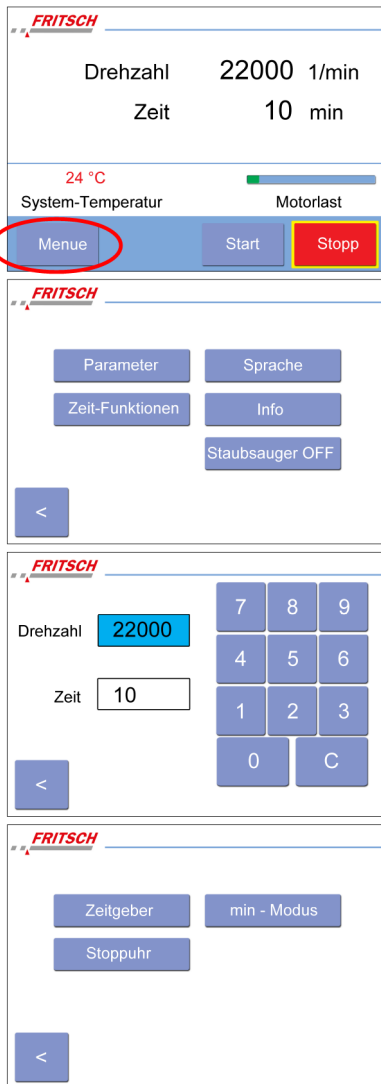 FRITSCH
Drehzahl 22000 1/min
Zeit 10 min
24 °C
System-Temperatur Motorlast
Menue Start Stopp
FRITSCH
Parameter Sprache
Zeit-Funktionen Info
Staubsauger OFF
<
FRITSCH
7 8 9
Drehzahl 22000
4 5 6
Zeit 10
1 2 3
0 C
<
FRITSCH
Zeitgeber min - Modus
Stoppuhr
<